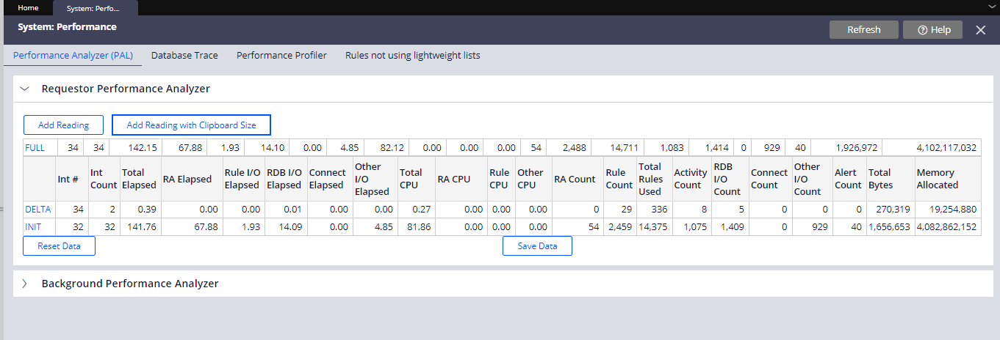 Home System: Perfo...
System: Performance Refresh Help
Performance Analyzer (PAL) Database Trace Performance Profiler Rules not using lightweight lists
Requestor Performance Analyzer
Add Reading Add Reading with Clipboard Size
FULL 34 34 142.15 67.88 1.93 14.10 0.00 4.85 82.12 0.00 0.00 0.00 54 2,488 14,711 1,083 1,414 0 929 40 1,926,972 4,102,117,032
Int # Int Count Total Elapsed RA Elapsed Rule I/O Elapsed RDB I/O Elapsed Connect Elapsed Other I/O Elapsed Total CPU RA CPU Rule CPU Other CPU RA Count Rule Count Total Rules Used Activity Count RDB I/O Count Connect Count Other I/O Count Alert Count Total Bytes Memory Allocated
DELTA 34 2 0.39 0.00 0.00 0.01 0.00 0.00 0.27 0.00 0.00 0.00 0 29 336 8 5 0 0 0 270,319 19,254,880
INIT 32 32 141.76 67.88 1.93 14.09 0.00 4.85 81.86 0.00 0.00 0.00 54 2,459 14,375 1,075 1,409 0 929 40 1,656,653 4,082,862,152
Reset Data Save Data
Background Performance Analyzer